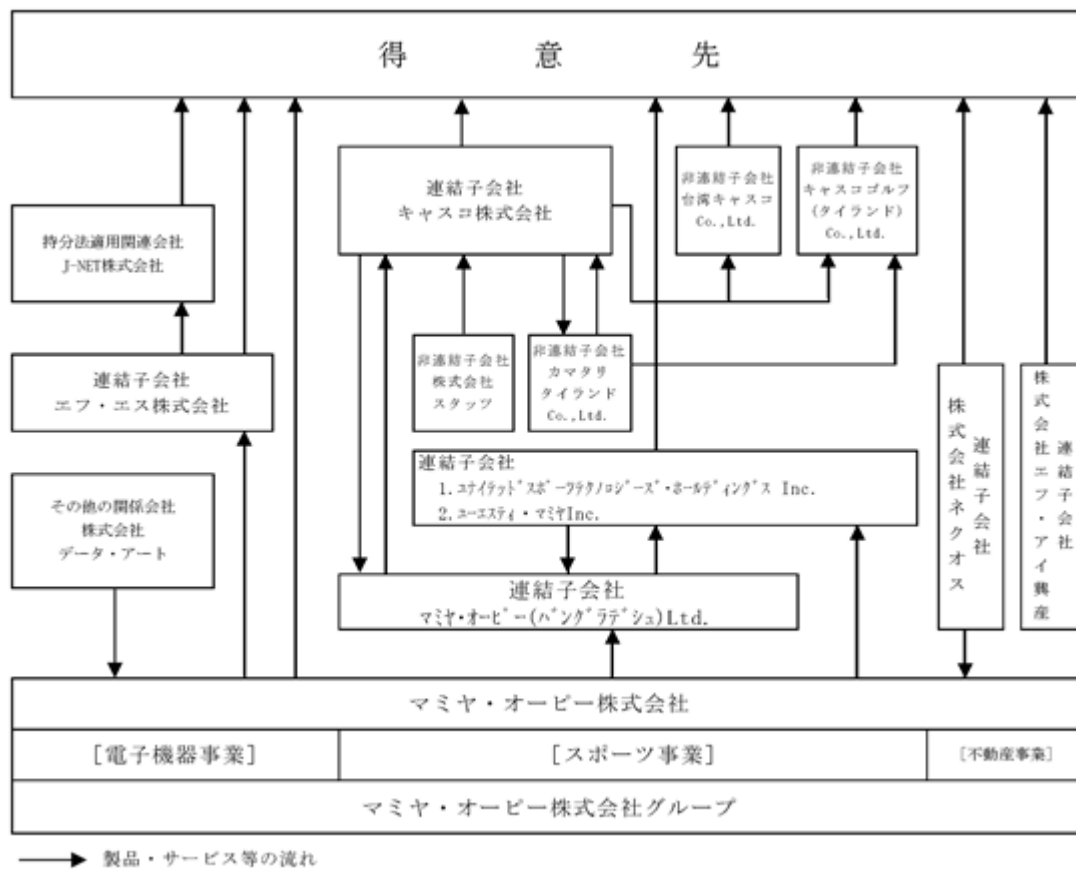 得意先
連結子会社
キャスコ株式会社
非連結子会社
台湾キャスコ
Co.,Ltd.
非連結子会社
キャスコゴルフ
(タイランド)
Co.,Ltd.
持分法適用関連会社
J-NET株式会社
非連結子会社
株式会社
スタッツ
非連結子会社
カマタリ
タイランド
Co.,Ltd.
連結子会社
エフ・エス株式会社
連結子会社
株式会社ネクオス
連結子会社
株式会社エフ・アイ興産
連結子会社
1.ユナイテッドスポーツテクノロジーズ・ホールディングス Inc.
2.ユーエスティ・マミヤInc.
その他の関係会社
株式会社
データ・アート
連結子会社
マミヤ・オーピー(バングラデシュ)Ltd.
マミヤ・オーピー株式会社
[電子機器事業]
[スポーツ事業]
[不動産事業]
マミヤ・オーピー株式会社グループ
製品・サービス等の流れ